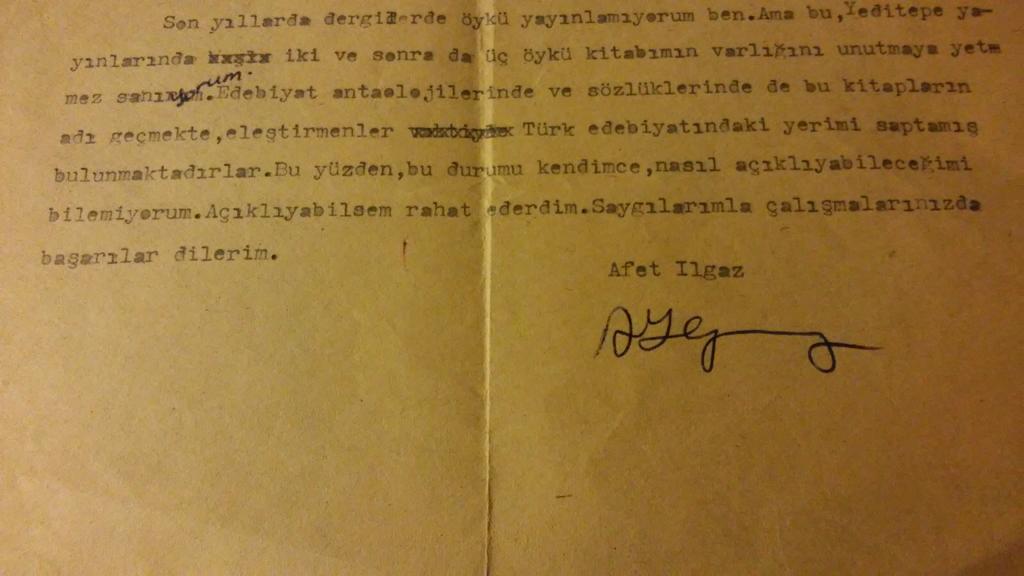 Son yıllarda dergilerde öykü yayınlamıyorum ben.Ama bu,Yeditepe ya-
yınlarında iki ve sonra da üç öykü kitabımın varlığını unutmaya yet-
mez sanıyorum.Edebiyat antaolojilerinde ve sözlüklerinde de bu kitapların
adı geçmekte,eleştirmenler Türk edebiyatındaki yerimi saptamış
bulunmaktadırlar.Bu yüzden,bu durumu kendimce,nasıl açıklıyabileceğimi
bilemiyorum.Açıklıyabilsem rahat ederdim.Saygılarımla çalışmalarınızda
başarılar dilerim.
Afet Ilgaz